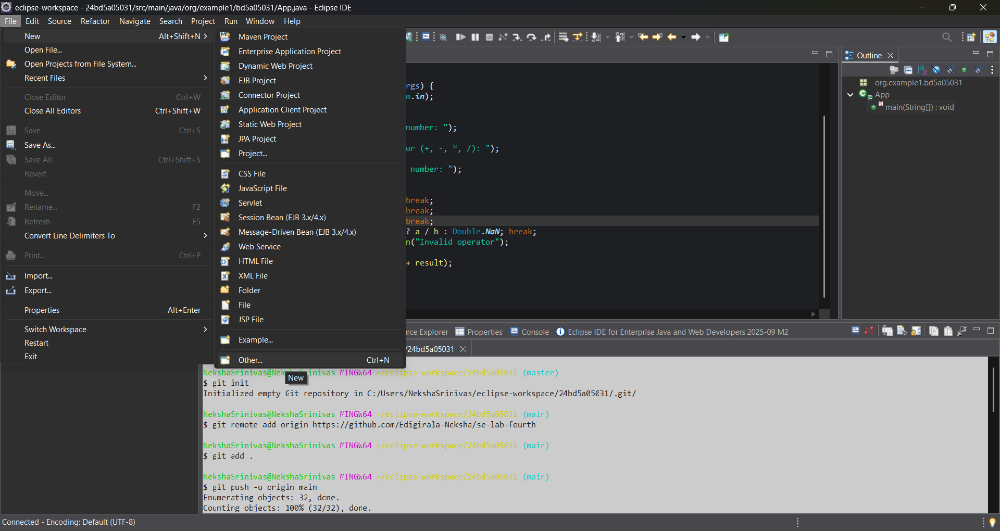 eclipse-workspace - 24bd5a05031/src/main/java/org/example1/bd5a05031/App.java - Eclipse IDE
File Edit Source Refactor Navigate Search Project Run Window Help
New Alt+Shift+N
Open File...
Open Projects from File System...
Recent Files
Close Editor Ctrl+W
Close All Editors Ctrl+Shift+W
Save Ctrl+S
Save As...
Save All Ctrl+Shift+S
Revert
Move...
Rename... F2
Refresh F5
Convert Line Delimiters To
Print... Ctrl+P
Import...
Export...
Properties Alt+Enter
Switch Workspace
Restart
Exit
Maven Project
Enterprise Application Project
Dynamic Web Project
EJB Project
Connector Project
Application Client Project
Static Web Project
JPA Project
Project...
CSS File
JavaScript File
Servlet
Session Bean (EJB 3.x/4.x)
Message-Driven Bean (EJB 3.x/4.x)
Web Service
HTML File
XML File
Folder
File
JSP File
Example...
Other... Ctrl+N
New
rgs) {
m.in);
number: ");
or (+, -, *, /): ");
number: ");
break;
break;
break;
? a / b : Double.NaN; break;
n("Invalid operator");
+ result);
Outline
org.example1.bd5a05031
App
main(String[]) : void
rce Explorer Properties Console Eclipse IDE for Enterprise Java and Web Developers 2025-09 M2
/24bd5a05031
NekshaSrinivas@Nek Srinivas MINGW64 ~/eclipse-workspace/24bd5a05031 (master)
$ git init
Initialized empty Git repository in C:/Users/NekshaSrinivas/eclipse-workspace/24bd5a05031/.git/
NekshaSrinivas@NekshaSrinivas MINGW64 ~/eclipse-workspace/24bd5a05031 (main)
$ git remote add origin https://github.com/Edigirala-Neksha/se-lab-fourth
NekshaSrinivas@NekshaSrinivas MINGW64 ~/eclipse-workspace/24bd5a05031 (main)
$ git add .
NekshaSrinivas@NekshaSrinivas MINGW64 ~/eclipse-workspace/24bd5a05031 (main)
$ git push -u origin main
Enumerating objects: 32, done.
Counting objects: 100% (32/32), done.
Connected - Encoding: Default (UTF-8)